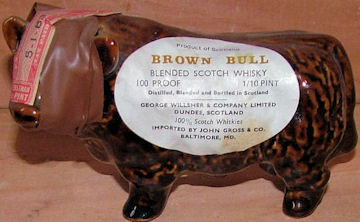 Product of Scotland
BROWN BULL
BLENDED SCOTCH WHISKY
100 PROOF 1/10 PINT
Distilled, Blended and Bottled in Scotland
GEORGE WILLSHER & COMPANY LIMITED
DUNDEE, SCOTLAND
100% Scotch Whiskies
IMPORTED BY JOHN GROSS & CO.
BALTIMORE, MD.
PINT